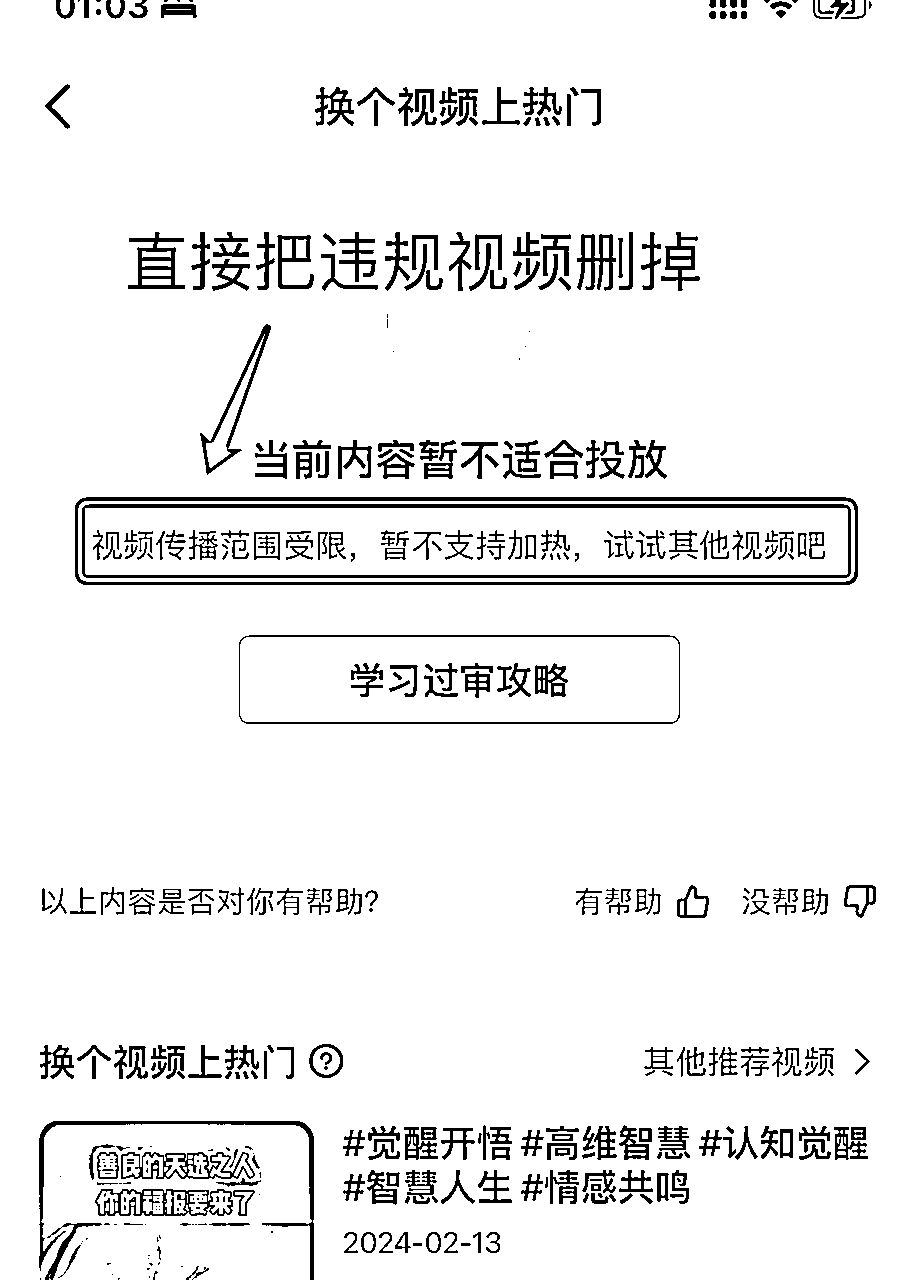 01:03
换个视频上热门
直接把违规视频删掉
当前内容暂不适合投放
视频传播范围受限，暂不支持加热，试试其他视频吧
学习过审攻略
以上内容是否对你有帮助?
有帮助 没帮助
换个视频上热门 ?
其他推荐视频
善良的天选之人
你的福报要来了
#觉醒开悟 #高维智慧 #认知觉醒
#智慧人生 #情感共鸣
2024-02-13